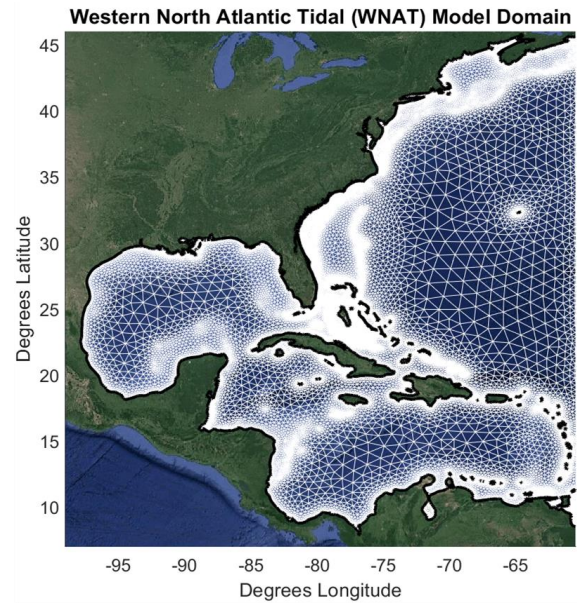 Western North Atlantic Tidal (WNAT) Model Domain
45
40
35
30
25
20
15
10
Degrees Latitude
-95 -90 -85 -80 -75 -70 -65
Degrees Longitude